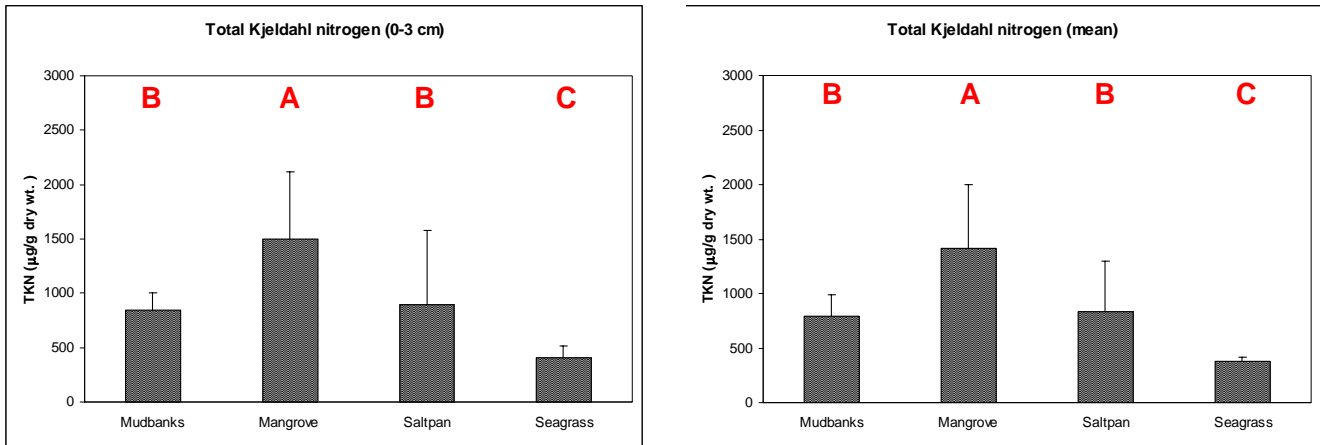 Total Kjeldahl nitrogen (0-3 cm)
TKN (µg/g dry wt. )
3000
2500
2000
1500
1000
500
0
B A B C
Mudbanks Mangrove Saltpan Seagrass
Total Kjeldahl nitrogen (mean)
TKN (µg/g dry wt. )
3000
2500
2000
1500
1000
500
0
B A B C
Mudbanks Mangrove Saltpan Seagrass